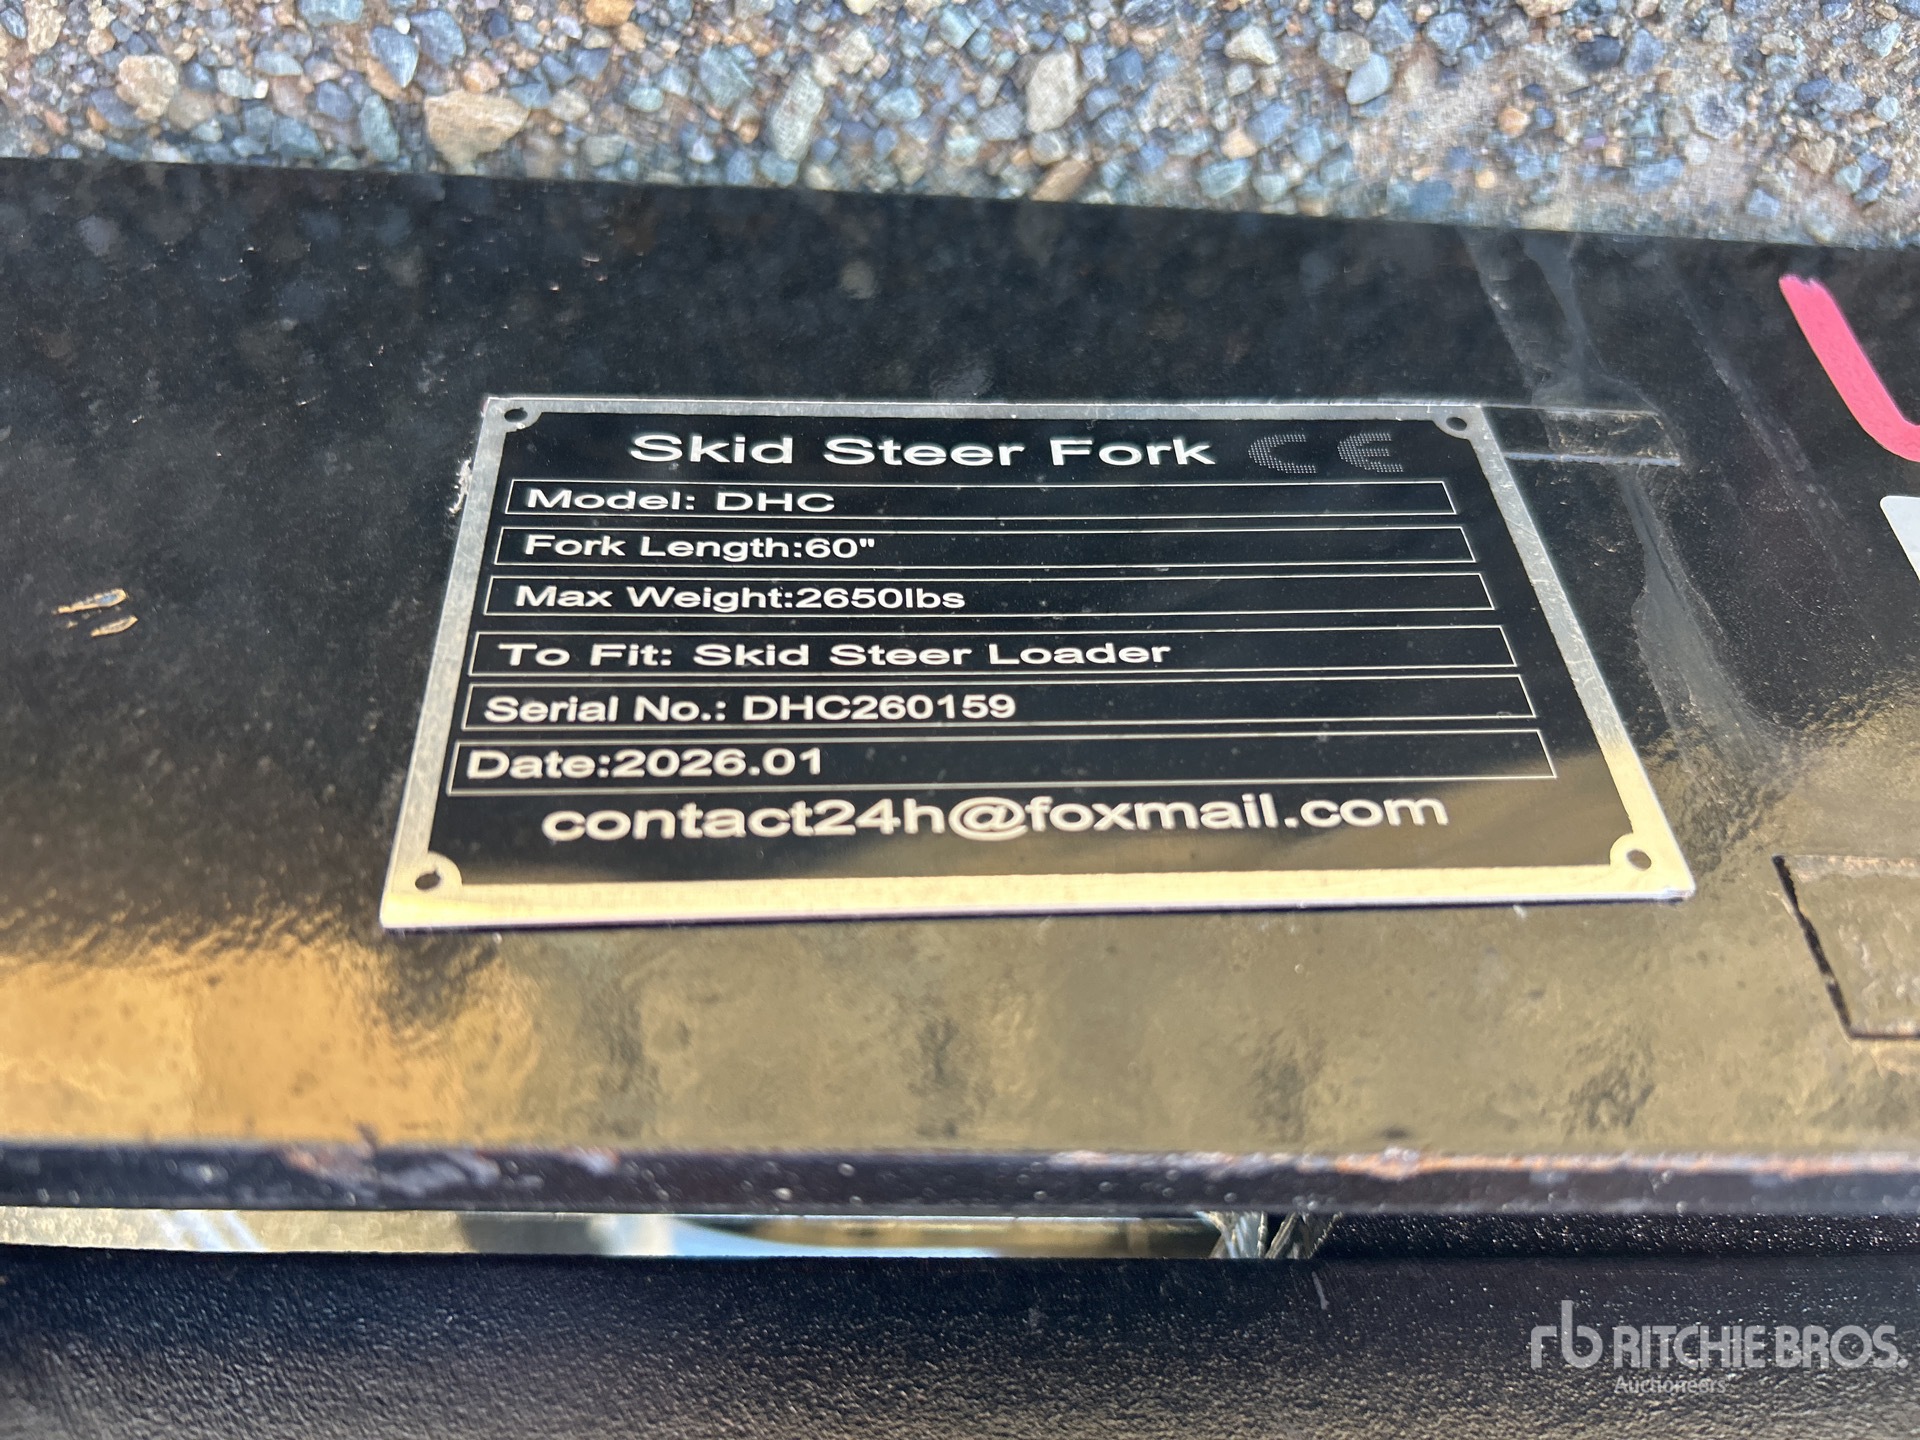 Skid Steer Fork CE
Model: DHC
Fork Length:60"
Max Weight:2650lbs
To Fit: Skid Steer Loader
Serial No.: DHC260159
Date:2026.01
contact24h@foxmail.com
rb RITCHIE BROS.
Auctioneers